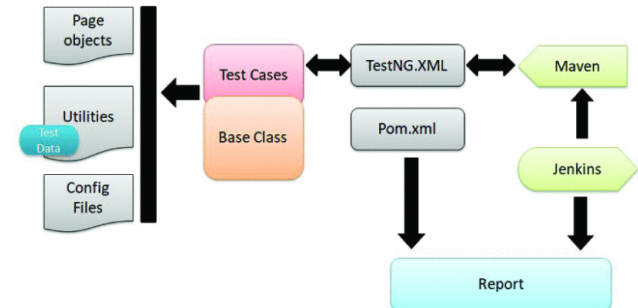 Page
objects
Utilities
Test
Data
Config
Files
Test Cases
Base Class
TestNG.XML
Pom.xml
Maven
Jenkins
Report